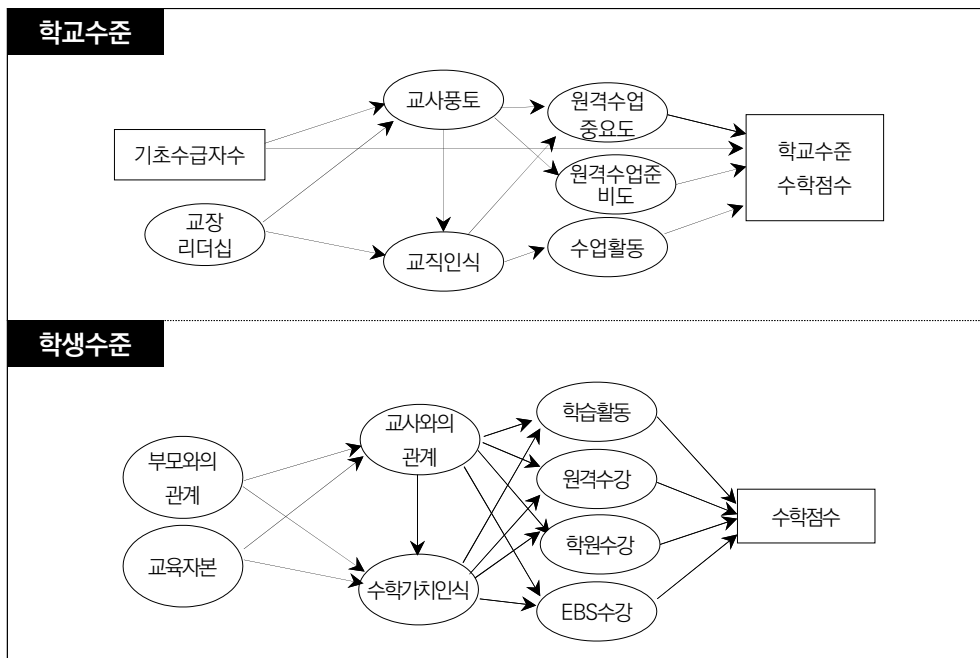 학교수준
교사풍토
원격수업
중요도
기초수급자수
학교수준
수학점수
원격수업준
비도
교장
리더십
교직인식
수업활동
학생수준
학습활동
교사와의
관계
부모와의
관계
원격수강
수학점수
학원수강
교육자본
수학가치인식
EBS수강